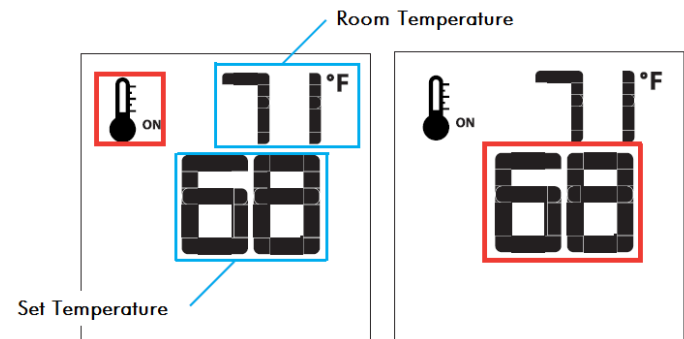 Room Temperature
71 °F
ON
68
Set Temperature
71 °F
ON
68